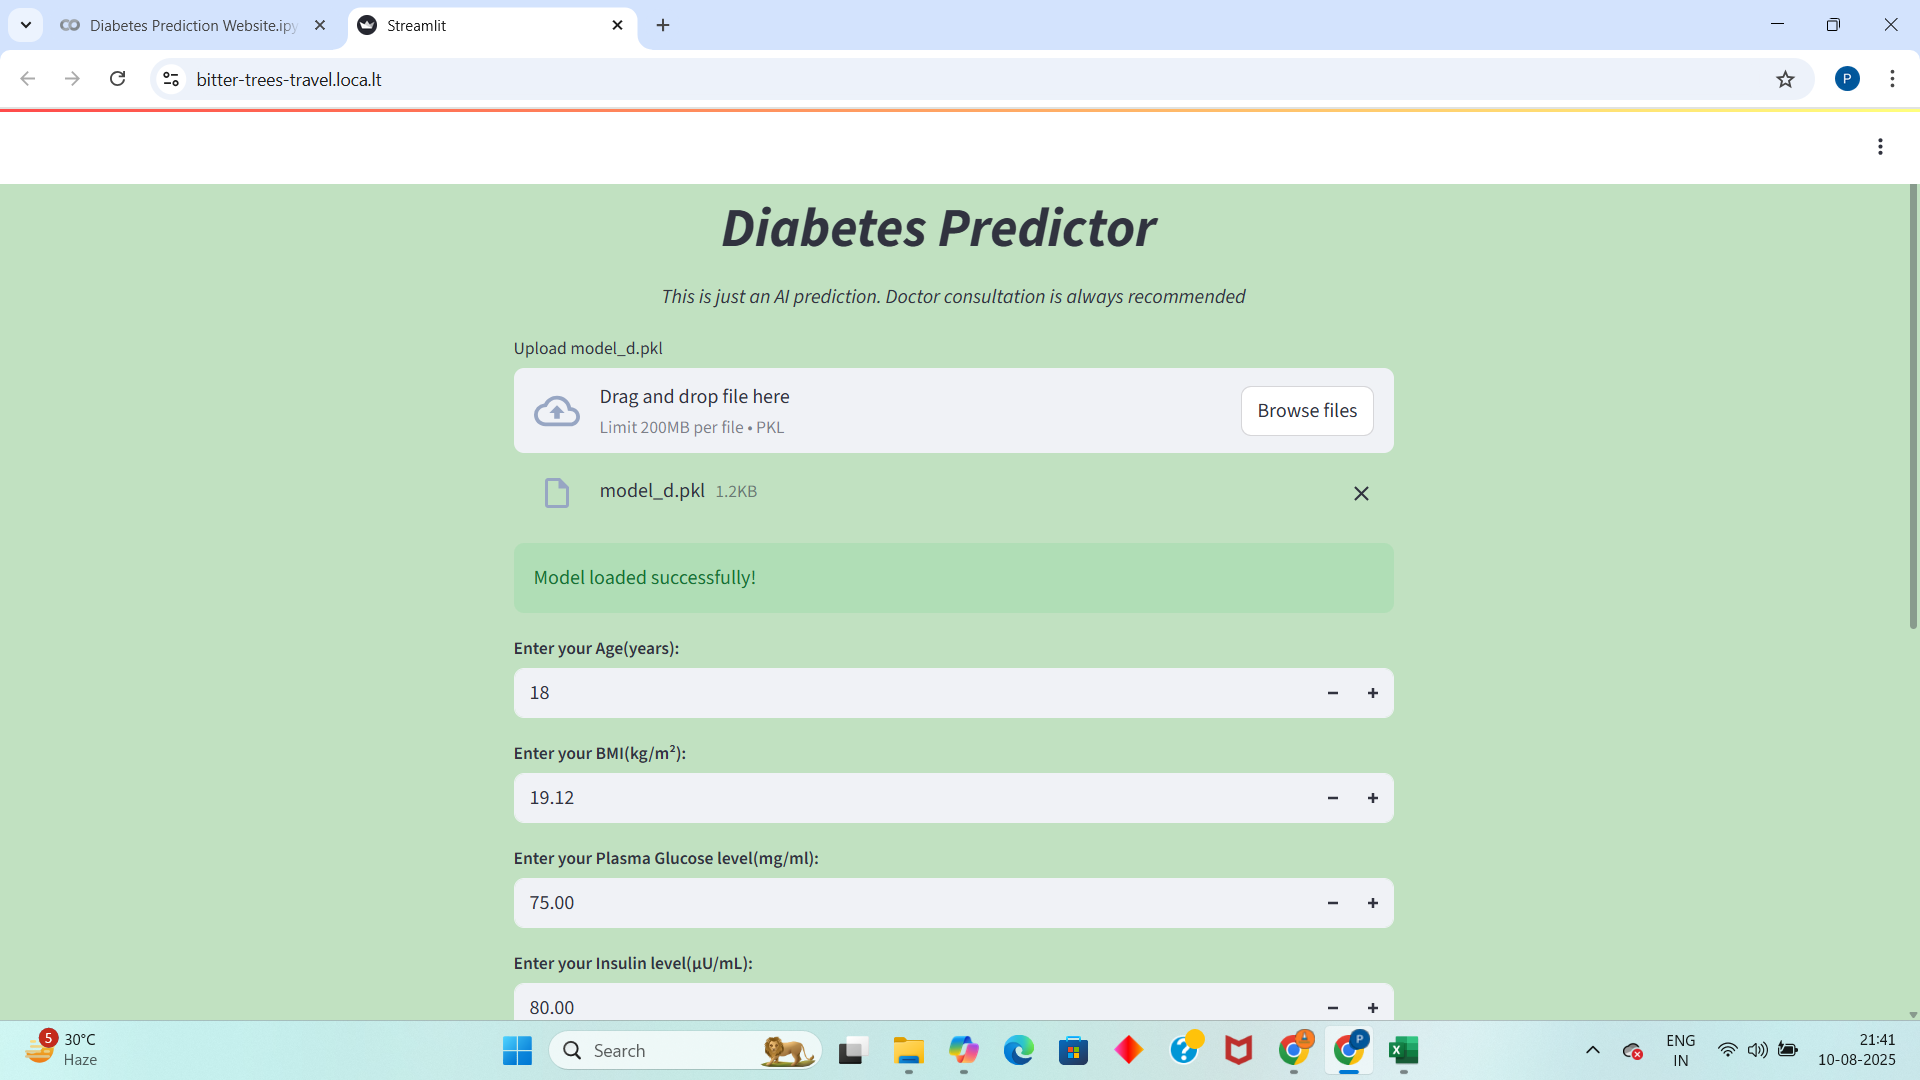 Diabetes Prediction Website.ipy
Streamlit
bitter-trees-travel.loca.lt
P
Diabetes Predictor
This is just an AI prediction. Doctor consultation is always recommended
Upload model_d.pkl
Drag and drop file here
Limit 200MB per file • PKL
Browse files
model_d.pkl 1.2KB
Model loaded successfully!
Enter your Age(years):
18
Enter your BMI(kg/m²):
19.12
Enter your Plasma Glucose level(mg/ml):
75.00
Enter your Insulin level(µU/mL):
80.00
5
30°C
Haze
Search
P
ENG
IN
21:41
10-08-2025